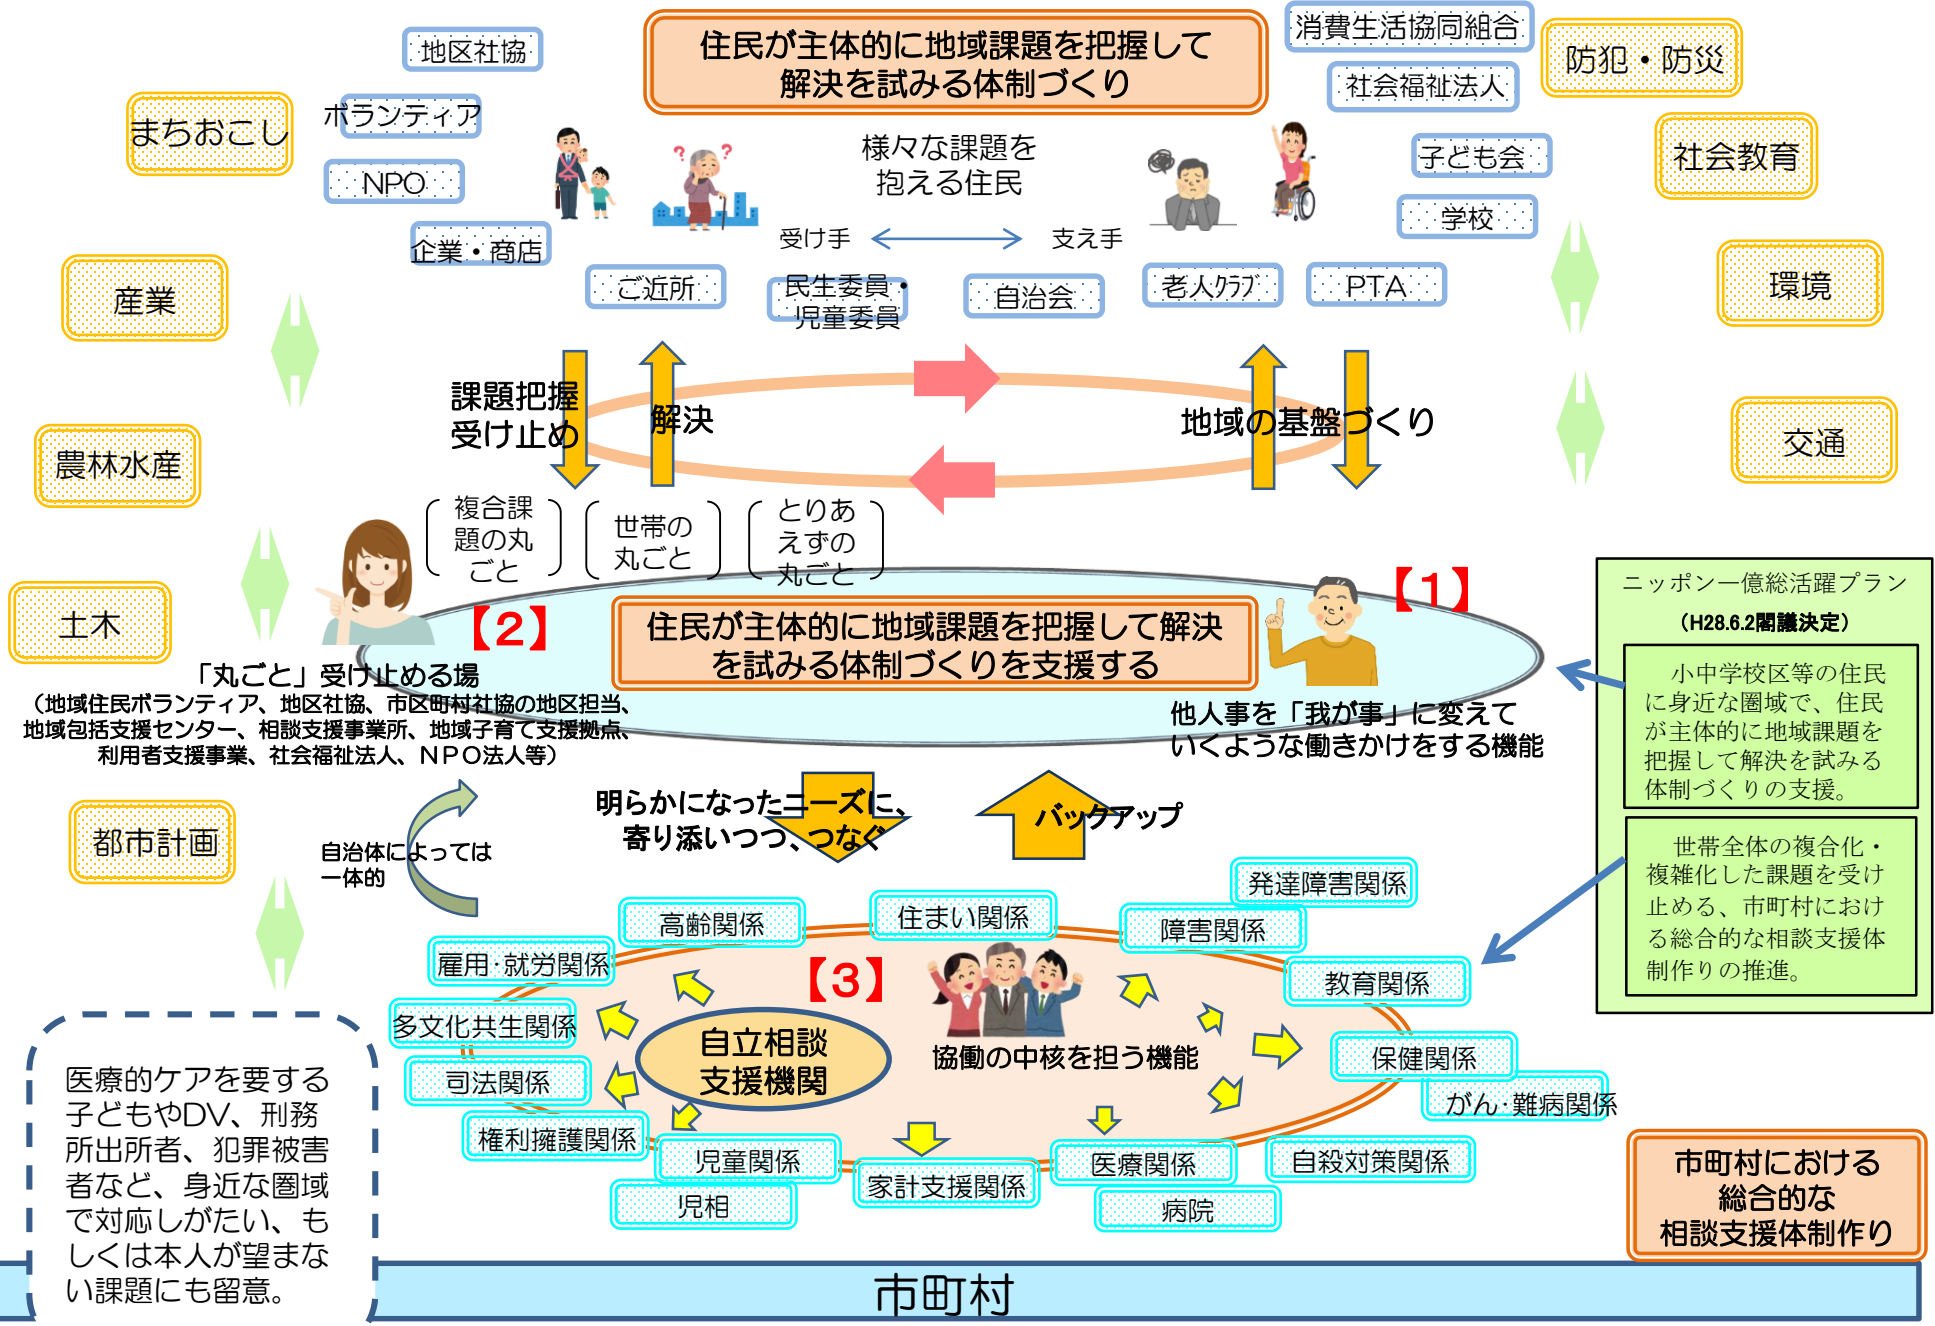 住民が主体的に地域課題を把握して
解決を試みる体制づくり
地区社協
ボランティア
NPO
企業・商店
ご近所
民生委員・
児童委員
自治会
老人クラブ
PTA
学校
子ども会
社会福祉法人
消費生活協同組合
様々な課題を
抱える住民
受け手
支え手
? ?
まちおこし
産業
農林水産
土木
都市計画
防犯・防災
社会教育
環境
交通
課題把握
受け止め
解決
地域の基盤づくり
複合課
題の丸
ごと
世帯の
丸ごと
とりあ
えずの
丸ごと
【2】
住民が主体的に地域課題を把握して解決
を試みる体制づくりを支援する
【1】
「丸ごと」受け止める場
(地域住民ボランティア、地区社協、市区町村社協の地区担当、
地域包括支援センター、相談支援事業所、地域子育て支援拠点、
利用者支援事業、社会福祉法人、NPO法人等)
他人事を「我が事」に変えて
いくような働きかけをする機能
ニッポン一億総活躍プラン
(H28.6.2閣議決定)
小中学校区等の住民
に身近な圏域で、住民
が主体的に地域課題を
把握して解決を試みる
体制づくりの支援。
世帯全体の複合化・
複雑化した課題を受け
止める、市町村におけ
る総合的な相談支援体
制作りの推進。
自治体によっては
一体的
明らかになったニーズに、
寄り添いつつ、つなぐ
バックアップ
【3】
自立相談
支援機関
協働の中核を担う機能
高齢関係
住まい関係
障害関係
発達障害関係
雇用・就労関係
教育関係
多文化共生関係
保健関係
司法関係
がん・難病関係
権利擁護関係
児童関係
児相
家計支援関係
医療関係
病院
自殺対策関係
医療的ケアを要する
子どもやDV、刑務
所出所者、犯罪被害
者など、身近な圏域
で対応しがたい、も
しくは本人が望まな
い課題にも留意。
市町村における
総合的な
相談支援体制作り
市町村